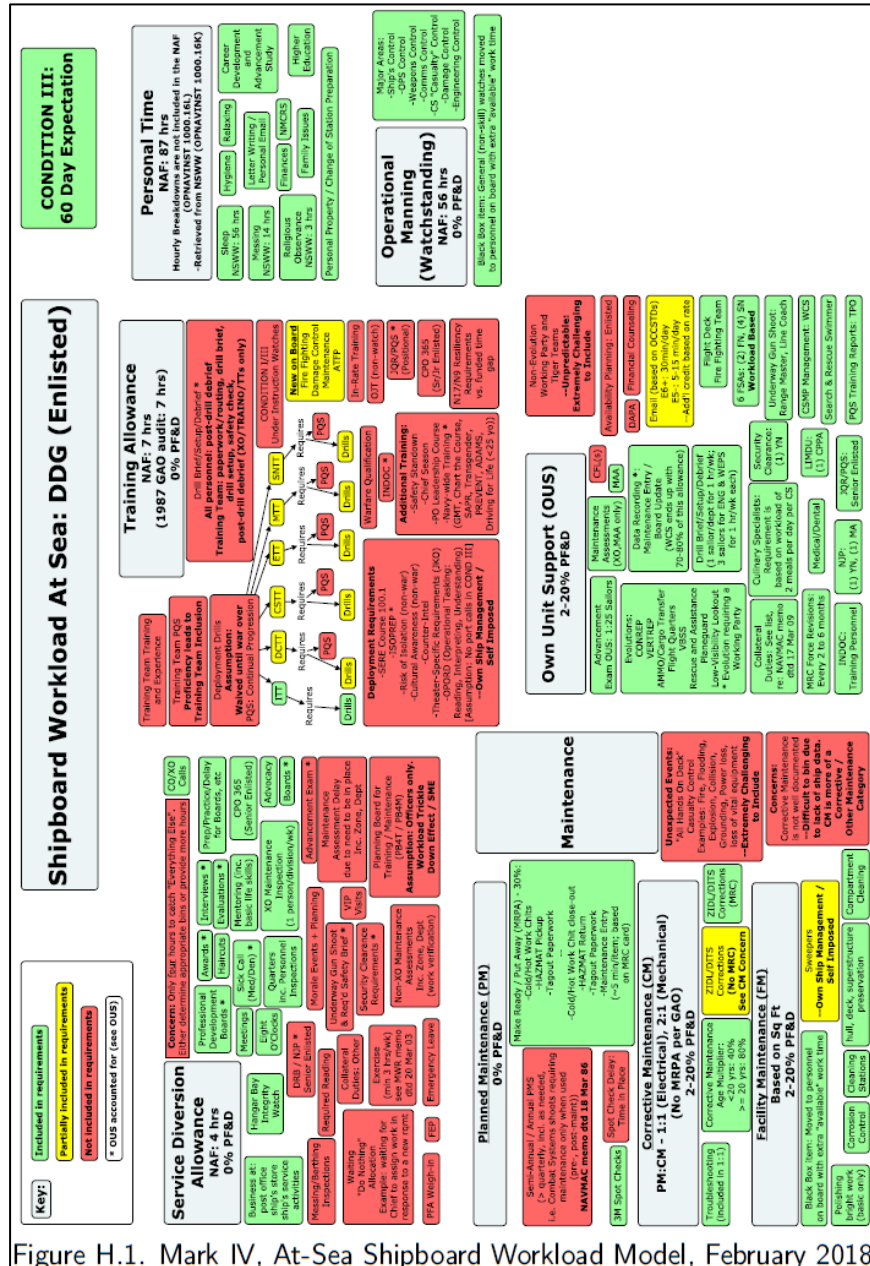 Shipboard Workload At Sea: DDG (Enlisted)
CONDITION III:
60 Day Expectation
Key:
Included in requirements
Partially included in requirements
Not included in requirements
* OUS accounted for (see OUS)
Service Diversion
Allowance
NAF: 4 hrs
0% PF&D
Concern: Only four hours to catch "Everything Else".
Either determine appropriate bins or provide more hours
CO/XO
Calls
Professional
Development
Boards *
Awards *
Interviews *
Prep/Practice/Delay
for Boards, etc
Haircuts
Evaluations *
Meetings
Sick Call *
(Med/Den)
Mentoring (inc.
basic life skills)
CPO 365
(Senior Enlisted)
Hangar Bay
Integrity
Watch
Eight
O'Clocks
Quarters
inc. Personnel
Inspections
XO Maintenance
Inspection
(1 person/division/wk)
Advocacy
Boards *
Business at:
post office
ship's store
ship's service
activities
DRB / NJP *
Senior Enlisted
Morale Events + Planning
Advancement Exam *
Messing/Berthing
Inspections
Required Reading
Underway Gun Shoot
& Req'd Safety Brief *
VIP
Visits
Maintenance
Assessment Delay
due to need to be in place
Inc. Zone, Dept
Waiting
"Do Nothing"
Allocation
Example: waiting for
Chief to assign work in
response to a new rqmt
Collateral
Duties: Other
Security Clearance
Requirements *
Exercise
(min 3 hrs/wk)
see MWR memo
dtd 20 Mar 03
Non-XO Maintenance
Assessments
Inc. Zone, Dept
(work verification)
Planning Board for
Training / Maintenance
(PB4T / PB4M)
Assumption: Officers only.
Workload Trickle
Down Effect / SME
PFA Weigh-in
FEP
Emergency Leave
Training Allowance
NAF: 7 hrs
(1987 GAO audit: 7 hrs)
0% PF&D
Training Team Training
and Experience
Training Team PQS
Proficiency leads to
Training Team Inclusion
Drill Brief/Setup/Debrief *
All personnel: post-drill debrief
Training Team: paperwork/routing, drill brief,
drill setup, safety check,
post-drill debrief (XO/TRAINO/TTs only)
Deployment Drills
Assumption:
Waived until war over
PQS: Continual Progression
ITT
DCTT
CSTT
ETT
MTT
SNTT
CONDITION I/III
Under Instruction Watches
Requires
Requires
Requires
Requires
Requires
Requires
PQS
PQS
PQS
PQS
PQS
Drills
Drills
Drills
Drills
Drills
Drills
New on Board
Fire Fighting
Damage Control
Maintenance
ATFP
Deployment Requirements
-SERE Course 100.1
-ISOPREP *
-Risk of Isolation (non-war)
-Cultural Awareness (non-war)
-Counter-Intel
-Theater-Specific Requirements (JKO)
-OPORD (Operational Tasking:
Reading, Interpreting, Understanding)
[Assumption: No port calls in COND III]
--Own Ship Management /
Self Imposed
Warfare Qualification
INDOC *
Additional Training:
-Safety Standown
-Chief Season
-PO Leadership Course
-Navy-wide Training *
(GMT, Chart the Course,
SAPR, Transgender,
PREVENT, ADAMS,
Driving for Life (<25 yo))
In-Rate Training
OJT (non-watch)
JQR/PQS *
(Positional)
CPO 365
(Sr/Jr Enlisted)
N17/N9 Resiliency
Requirements
vs. funded time
gap
Personal Time
NAF: 87 hrs
Hourly Breakdowns are not included in the NAF
(OPNAVINST 1000.16L)
-Retrieved from NSWW (OPNAVINST 1000.16K)
Sleep
NSWW: 56 hrs
Hygiene
Relaxing
Career
Development
and
Advancement
Study
Messing
NSWW: 14 hrs
Letter Writing /
Personal Email
Religious
Observance
NSWW: 3 hrs
Finances
NMCRS
Family Issues
Higher
Education
Personal Property / Change of Station Preparation
Operational
Manning
(Watchstanding)
NAF: 56 hrs
0% PF&D
Major Areas:
-Ship's Control
-OPS Control
-Weapons Control
-Comms Control
-CS "Casualty" Control
-Damage Control
-Engineering Control
Black Box item: General (non-skill) watches moved
to personnel on board with extra "available" work time
Maintenance
Planned Maintenance (PM)
0% PF&D
Semi-Annual / Annual PMS
(> quarterly, incl. as needed,
i.e. Combat Systems shoots requiring
maintenance only when used
(pre-, post- maint))
NAVMAC memo dtd 18 Mar 86
Make Ready / Put Away (MRPA) - 30%:
-Cold/Hot Work Chits
-HAZMAT Pickup
-Tagout Paperwork
-Cold/Hot Work Chit close-out
-HAZMAT Return
-Tagout Paperwork
-Maintenance Entry
(~5 min/item; based
on MRC card)
3M Spot Checks
Spot Check Delay:
Time in Place
Corrective Maintenance (CM)
PM:CM - 1:1 (Electrical), 2:1 (Mechanical)
(No MRPA per GAO)
2-20% PF&D
Troubleshooting
(included in 1:1)
Corrective Maintenance
Age Multiplier:
<20 yrs: 40%
>= 20 yrs: 80%
ZIDL/DITS
Corrections
(No MRC)
See CM Concern
ZIDL/DITS
Corrections
(MRC)
Unexpected Events:
"All Hands On Deck"
Casualty Control
Examples: Fire, Flooding,
Explosion, Collision,
Grounding, Power loss,
loss of vital equipment
--Extremely Challenging
to Include
Facility Maintenance (FM)
Based on Sq Ft
2-20% PF&D
Concerns:
Corrective Maintenance
is not well documented
--Difficult to bin due
to lack of ship data.
CM is more of a
Corrective /
Other Maintenance
Category
Black Box item: Moved to personnel
on board with extra "available" work time
Sweepers
--Own Ship Management /
Self Imposed
Polishing
bright work
(basic only)
Corrosion
Control
Cleaning
Stations
hull, deck, superstructure
preservation
Compartment
Cleaning
Own Unit Support (OUS)
2-20% PF&D
Non-Evolution
Working Party and
Tiger Teams
--Unpredictable:
Extremely Challenging
to Include
Advancement
Exam OUS: 1:25 Sailors
Maintenance
Assessments
(XO,MAA only)
CFL(s)
MAA
DAPA
Financial Counseling
Availability Planning: Enlisted
Evolutions:
CONREP
VERTREP
AMMO/Cargo Transfer
Flight Quarters
VBSS
Rescue and Assistance
Planeguard
Low-Visibility, Lookout
* Evolution requiring a
Working Party
Data Recording *
Maintenance Entry /
Board Update
(WCS ends up with
70-80% of this allowance)
Email (based on OCCSTDs)
E6+: 30min/day
E5-: 5-15 min/day
--Add'l credit based on rate
Drill Brief/Setup/Debrief
(1 sailor/dept for 1 hr/wk;
3 sailors for ENG & WEPS
for 1 hr/wk each)
Flight Deck
Fire Fighting Team
Collateral
Duties: See list,
re: NAVMAC memo
dtd 17 Mar 09
Culinary Specialists:
Requirement is
based on workload of
2 meals per day per CS
Security
Clearance:
(1) YN
6 FSAs: (2) FN, (4) SN
Workload Based
MRC Force Revisions:
Every 2 to 6 months
Medical/Dental
LIMDU:
(1) CPPA
Underway Gun Shoot:
Range Master, Line Coach
CSMP Management: WCS
INDOC:
Training Personnel
NJP:
(1) YN, (1) MA
JQR/PQS:
Senior Enlisted
Search & Rescue Swimmer
PQS Training Reports: TPO
Figure H.1. Mark IV, At-Sea Shipboard Workload Model, February 2018